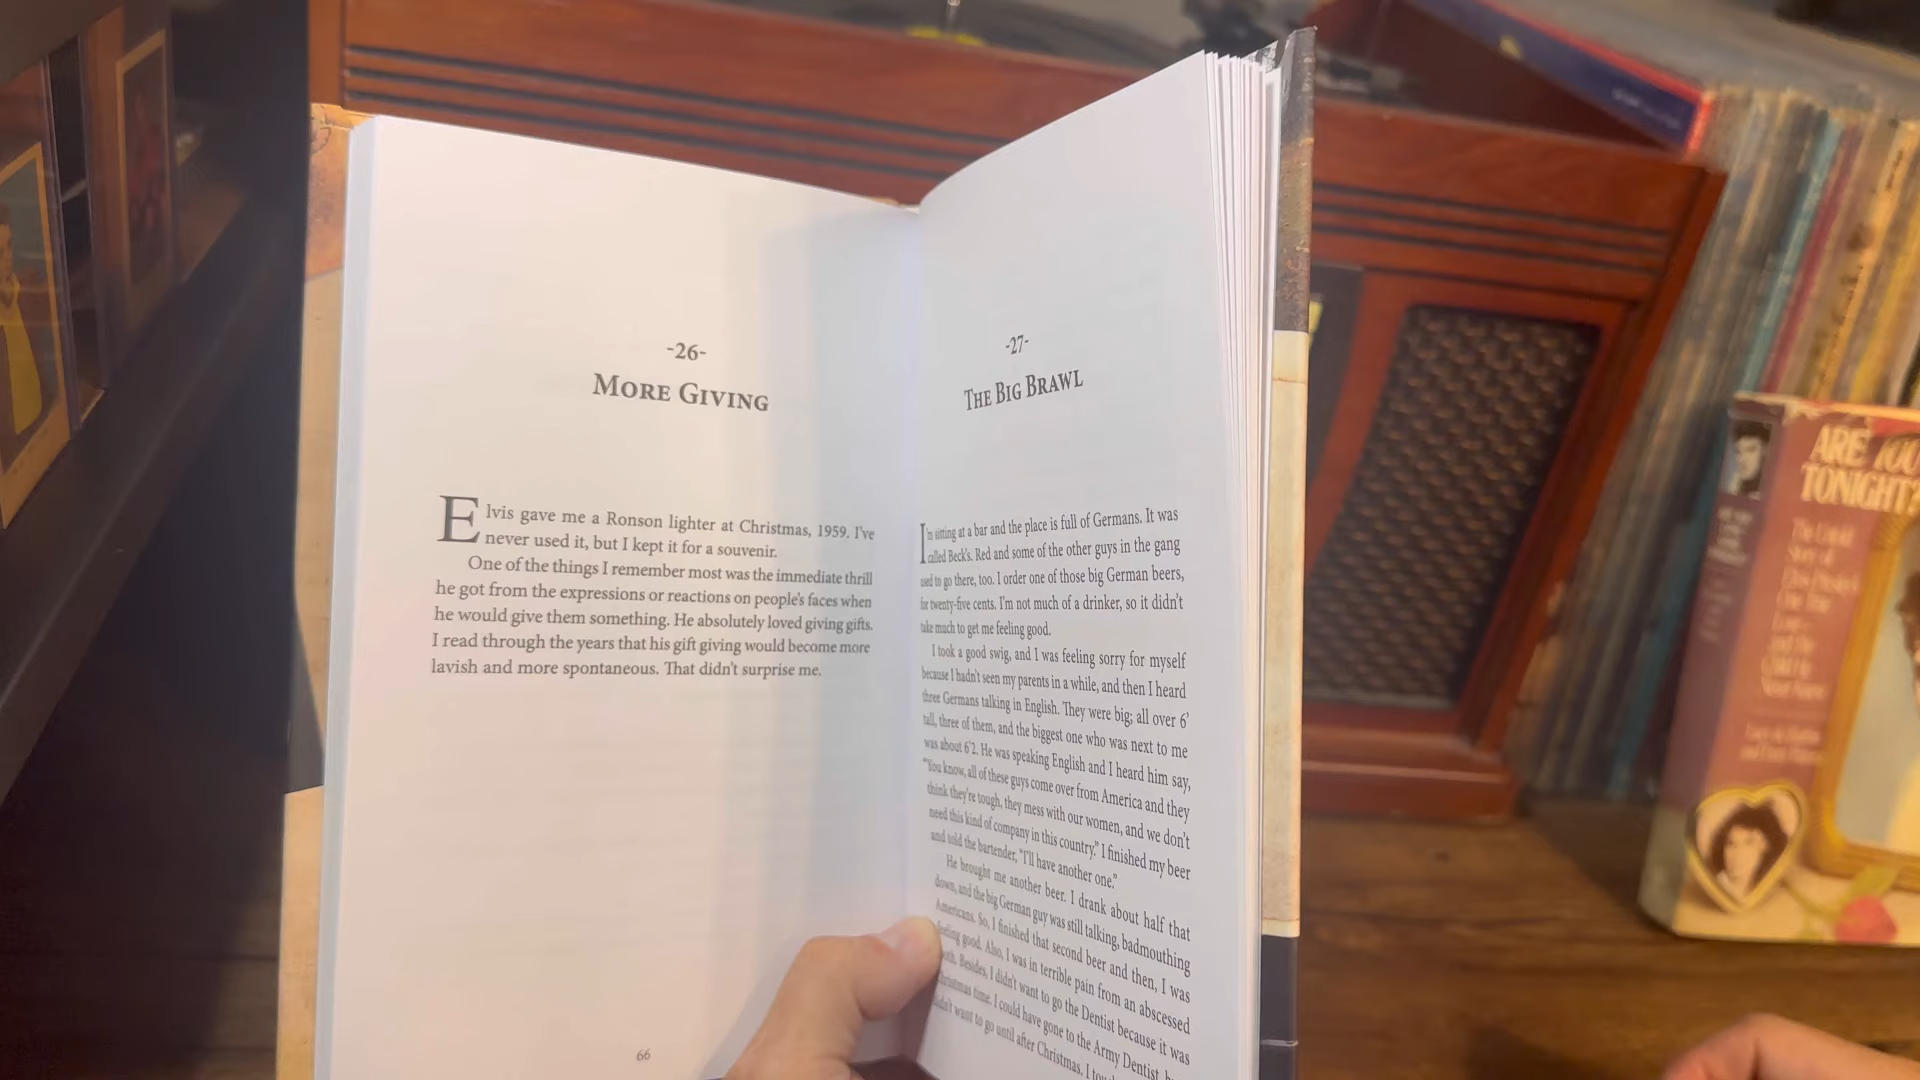 -26-
MORE GIVING
Elvis gave me a Ronson lighter at Christmas, 1959. I've
never used it, but I kept it for a souvenir.
One of the things I remember most was the immediate thrill
he got from the expressions or reactions on people's faces when
he would give them something. He absolutely loved giving gifts.
I read through the years that his gift giving would become more
lavish and more spontaneous. That didn't surprise me.
66
-27-
THE BIG BRAWL
I'm sitting at a bar and the place is full of Germans. It was
called Beck's. Red and some of the other guys in the gang
used to go there, too. I order one of those big German beers,
for twenty-five cents. I'm not much of a drinker, so it didn't
take much to get me feeling good.
I took a good swig, and I was feeling sorry for myself
because I hadn't seen my parents in a while, and then I heard
three Germans talking in English. They were big; all over 6'
tall, three of them, and the biggest one who was next to me
was about 6'2. He was speaking English and I heard him say,
"You know, all of these guys come over from America and they
think they're tough, they mess with our women, and we don't
need this kind of company in this country." I finished my beer
and told the bartender, "I'll have another one."
He brought me another beer. I drank about half that
down, and the big German guy was still talking, badmouthing
Americans. So, I finished that second beer and then, I was
feeling good. Also, I was in terrible pain from an abscessed
tooth. Besides, I didn't want to go the Dentist because it was
Christmas time. I could have gone to the Army Dentist,
didn't want to go until after Christmas. I
ARE YOU
TONIGHT?
The Untold
Story of